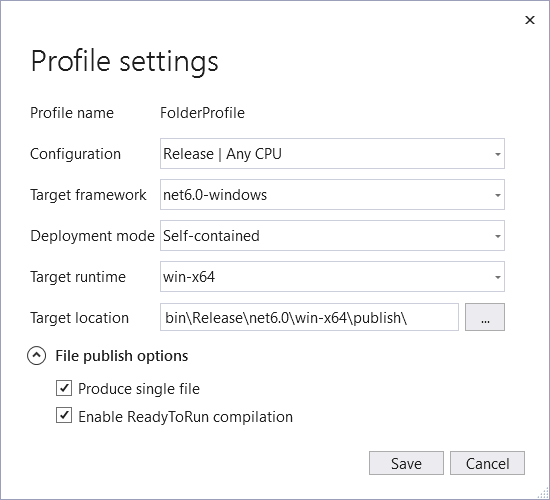 Profile settings
Profile name FolderProfile
Configuration Release | Any CPU
Target framework net6.0-windows
Deployment mode Self-contained
Target runtime win-x64
Target location bin\Release\net6.0\win-x64\publish\ ...
File publish options
Produce single file
Enable ReadyToRun compilation
Save Cancel